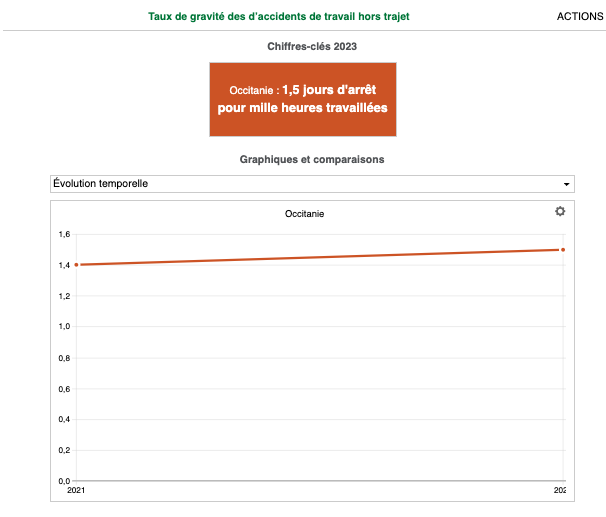 Taux de gravité des d'accidents de travail hors trajet
ACTIONS
Chiffres-clés 2023
Occitanie : 1,5 jours d'arrêt
pour mille heures travaillées
Graphiques et comparaisons
Évolution temporelle
Occitanie
1,6
1,4
1,2
1,0
0,8
0,6
0,4
0,2
0,0
2021
202